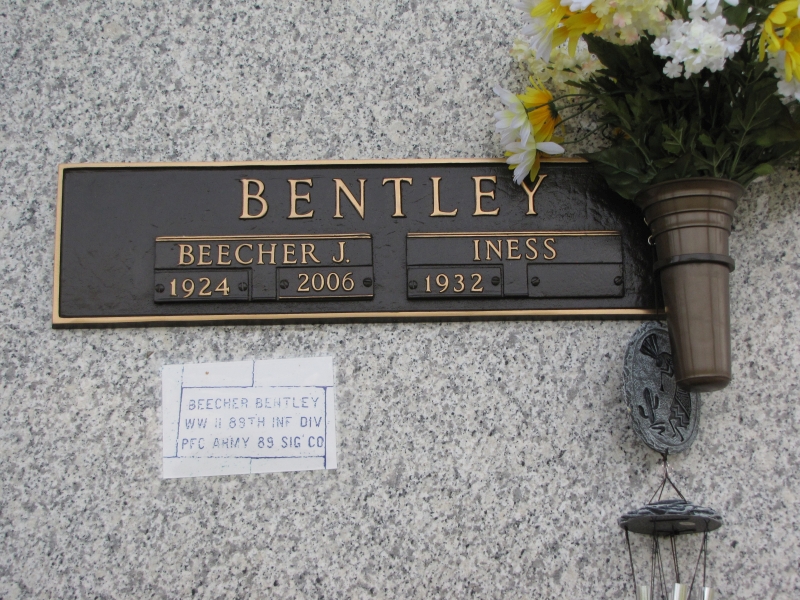 BENTLEY
BEECHER J. INESS
1924 2006 1932
BEECHER BENTLEY
WW II 89TH INF DIV
PFC ARMY 89 SIG CO